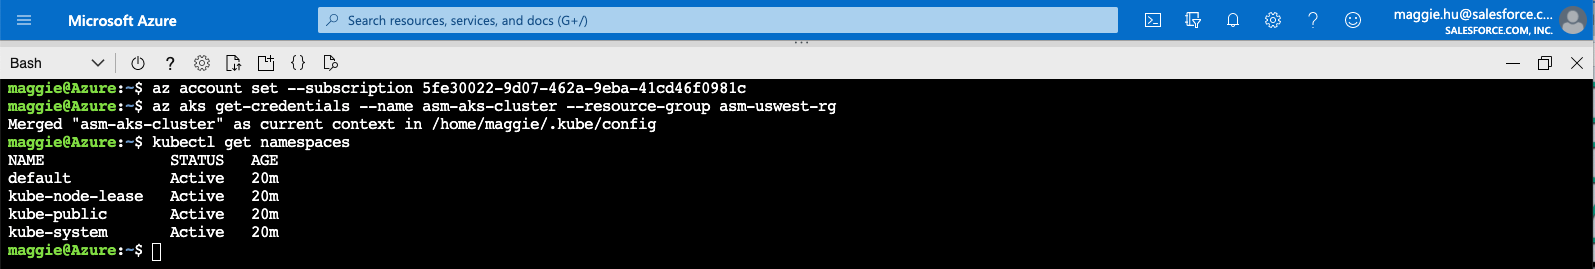 Microsoft Azure
Search resources, services, and docs (G+/)
maggie.hu@salesforce.c...
SALESFORCE.COM, INC.
Bash
maggie@Azure:~$ az account set --subscription 5fe30022-9d07-462a-9eba-41cd46f0981c
maggie@Azure:~$ az aks get-credentials --name asm-aks-cluster --resource-group asm-uswest-rg
Merged "asm-aks-cluster" as current context in /home/maggie/.kube/config
maggie@Azure:~$ kubectl get namespaces
NAME STATUS AGE
default Active 20m
kube-node-lease Active 20m
kube-public Active 20m
kube-system Active 20m
maggie@Azure:~$